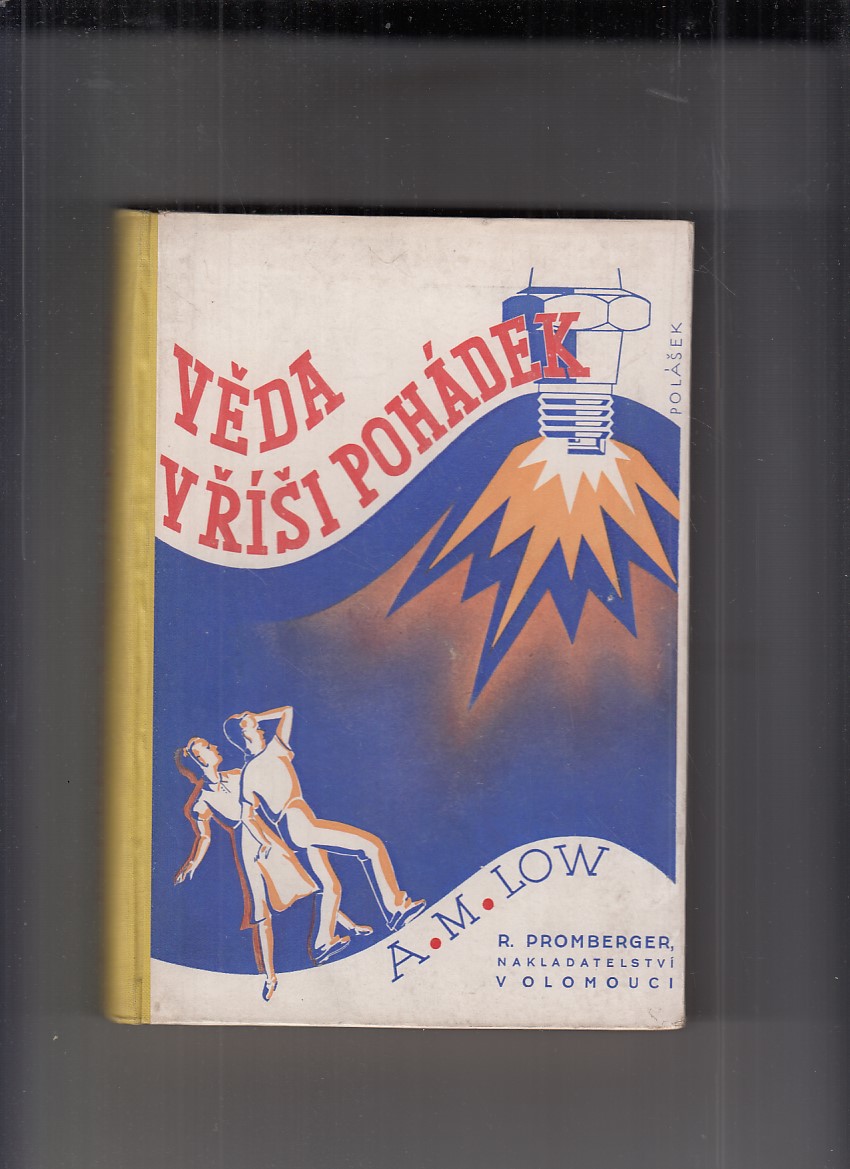 VĚDA
V ŘÍŠI POHÁDEK
POLÁŠEK
A.M.LOW
R. PROMBERGER,
NAKLADATELSTVÍ
V OLOMOUCI